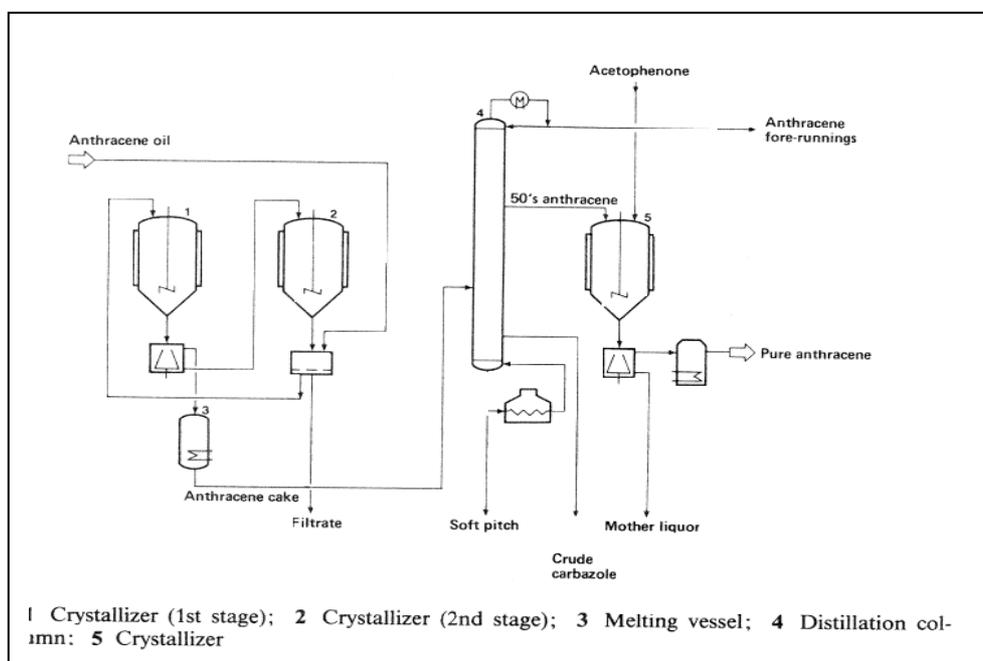 Acetophenone
4
M
Anthracene
fore-runnings
Anthracene oil
50's anthracene
1
2
5
Pure anthracene
3
Anthracene cake
Filtrate
Soft pitch
Mother liquor
Crude
carbazole
l Crystallizer (1st stage); 2 Crystallizer (2nd stage); 3 Melting vessel; 4 Distillation col-
ımn: 5 Crystallizer